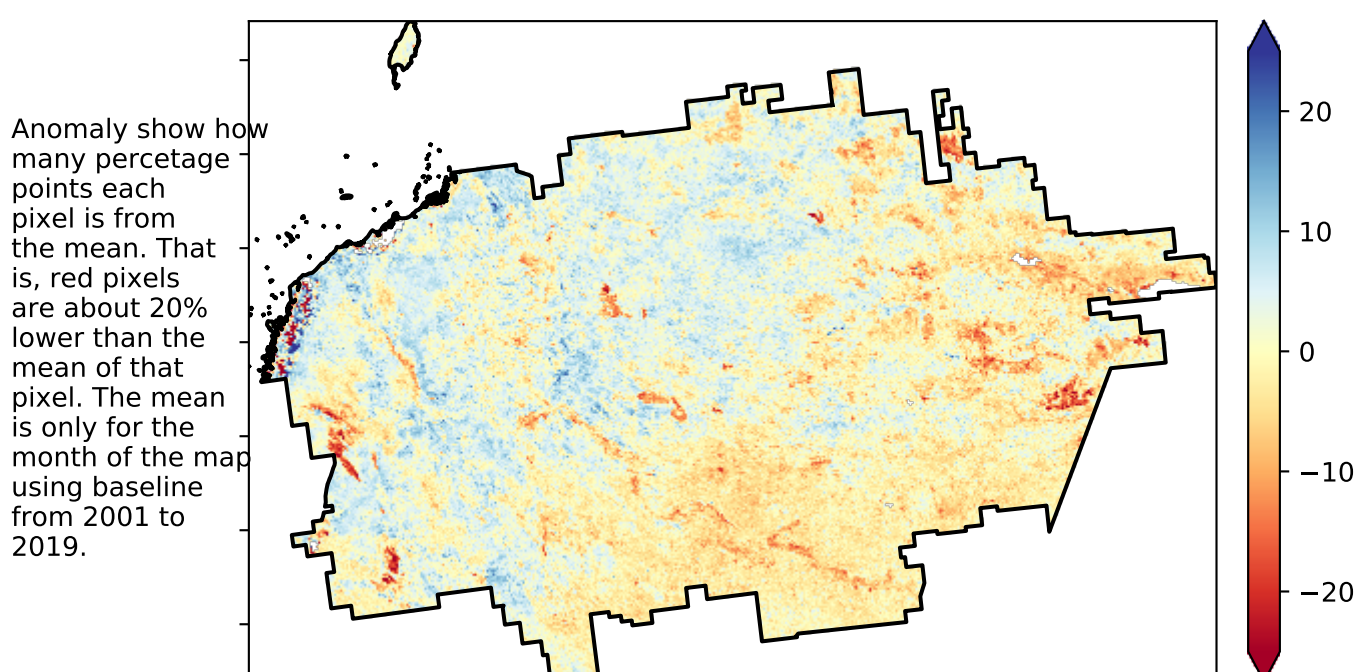 Anomaly show how
many percetage
points each
pixel is from
the mean. That
is, red pixels
are about 20%
lower than the
mean of that
pixel. The mean
is only for the
month of the map
using baseline
from 2001 to
2019.
20
10
0
−10
−20